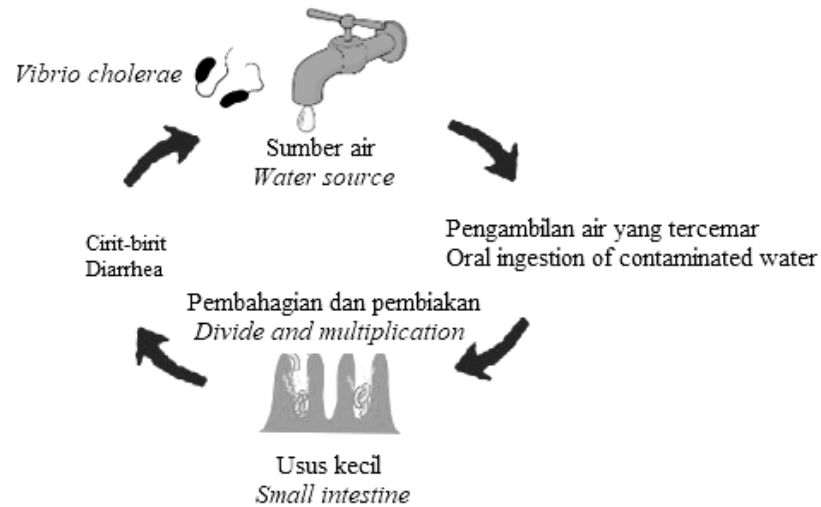 Vibrio cholerae
Sumber air
Water source
Pengambilan air yang tercemar
Oral ingestion of contaminated water
Cirit-birit
Diarrhea
Pembahagian dan pembiakan
Divide and multiplication
Usus kecil
Small intestine